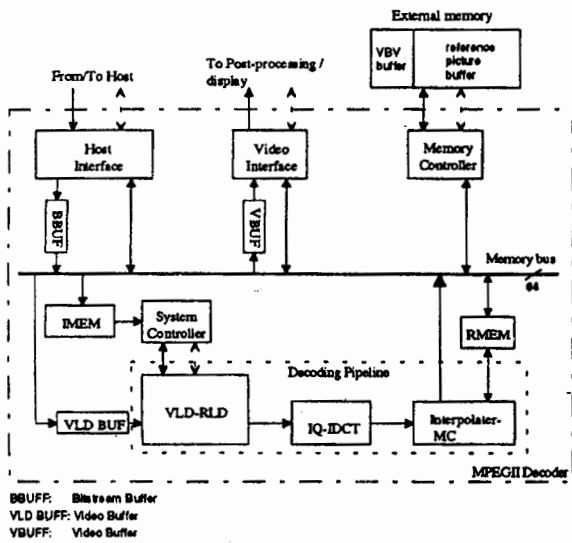 External memory
VBV buffer
reference picture buffer
From/To Host
To Post-processing / display
Host Interface
Video Interface
Memory Controller
BBUF
VBUF
Memory bus
64
IMEM
System Controller
RMEM
Decoding Pipeline
VLD-RLD
VLD BUF
IQ-IDCT
Interpolater-MC
MPEGII Decoder
BBUFF: Bitstream Buffer
VLD BUFF: Video Buffer
VBUFF: Video Buffer